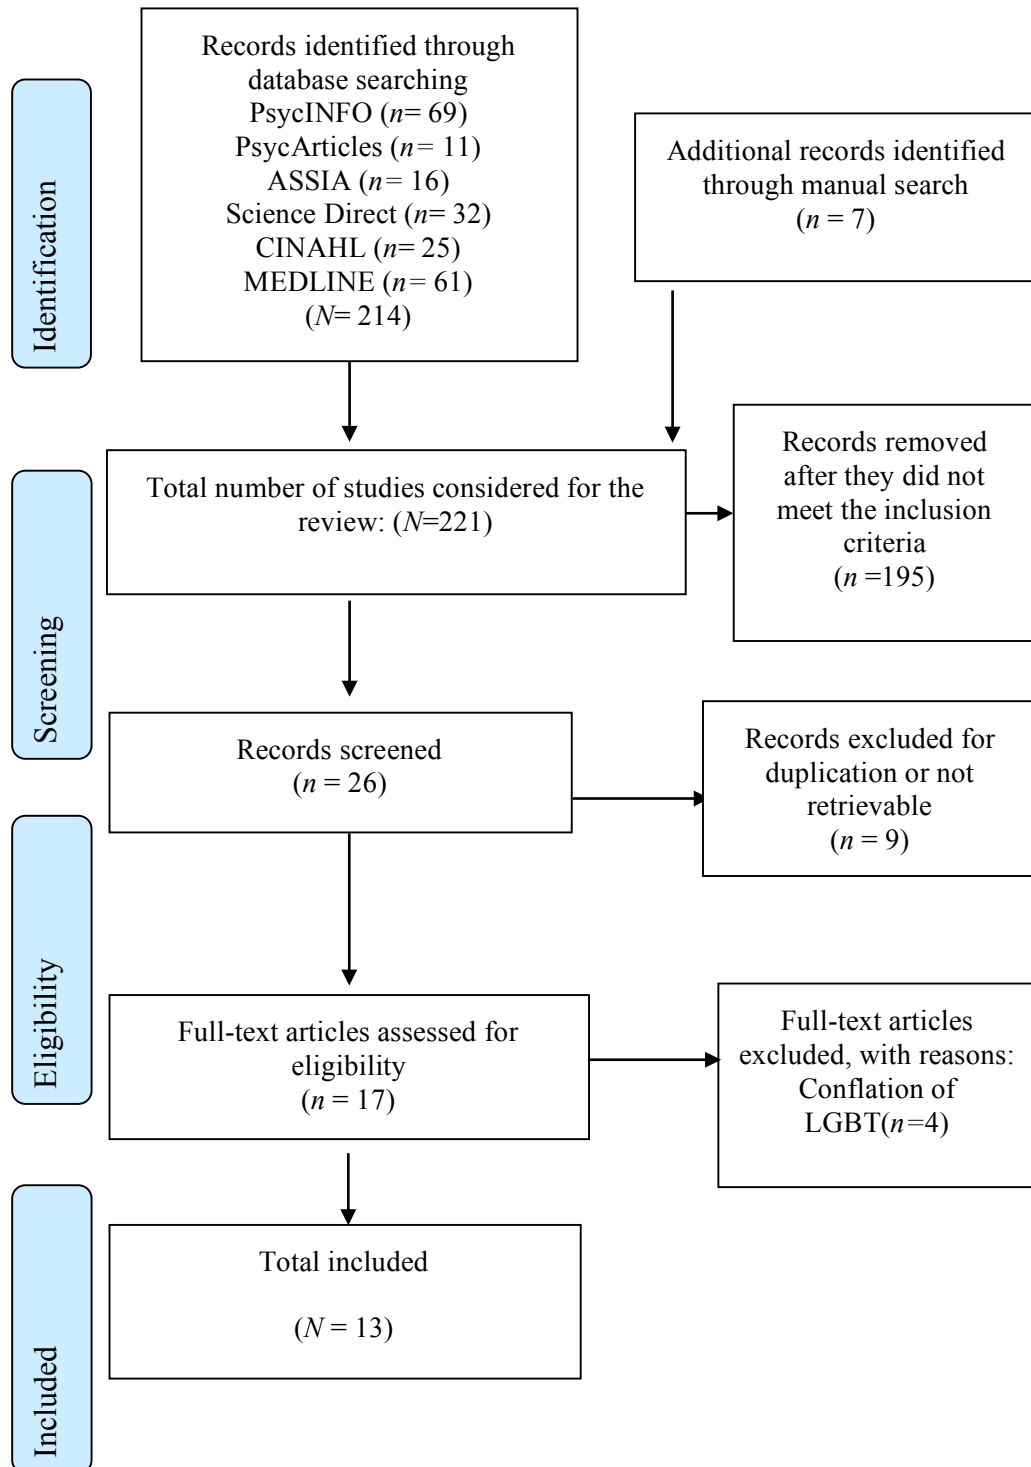 Identification
Records identified through
database searching
PsycINFO (n= 69)
PsycArticles (n= 11)
ASSIA (n= 16)
Science Direct (n= 32)
CINAHL (n= 25)
MEDLINE (n= 61)
(N= 214)
Additional records identified
through manual search
(n = 7)
Screening
Total number of studies considered for the
review: (N=221)
Records removed
after they did not
meet the inclusion
criteria
(n =195)
Records screened
(n = 26)
Records excluded for
duplication or not
retrievable
(n = 9)
Eligibility
Full-text articles assessed for
eligibility
(n = 17)
Full-text articles
excluded, with reasons:
Conflation of
LGBT(n=4)
Included
Total included
(N = 13)